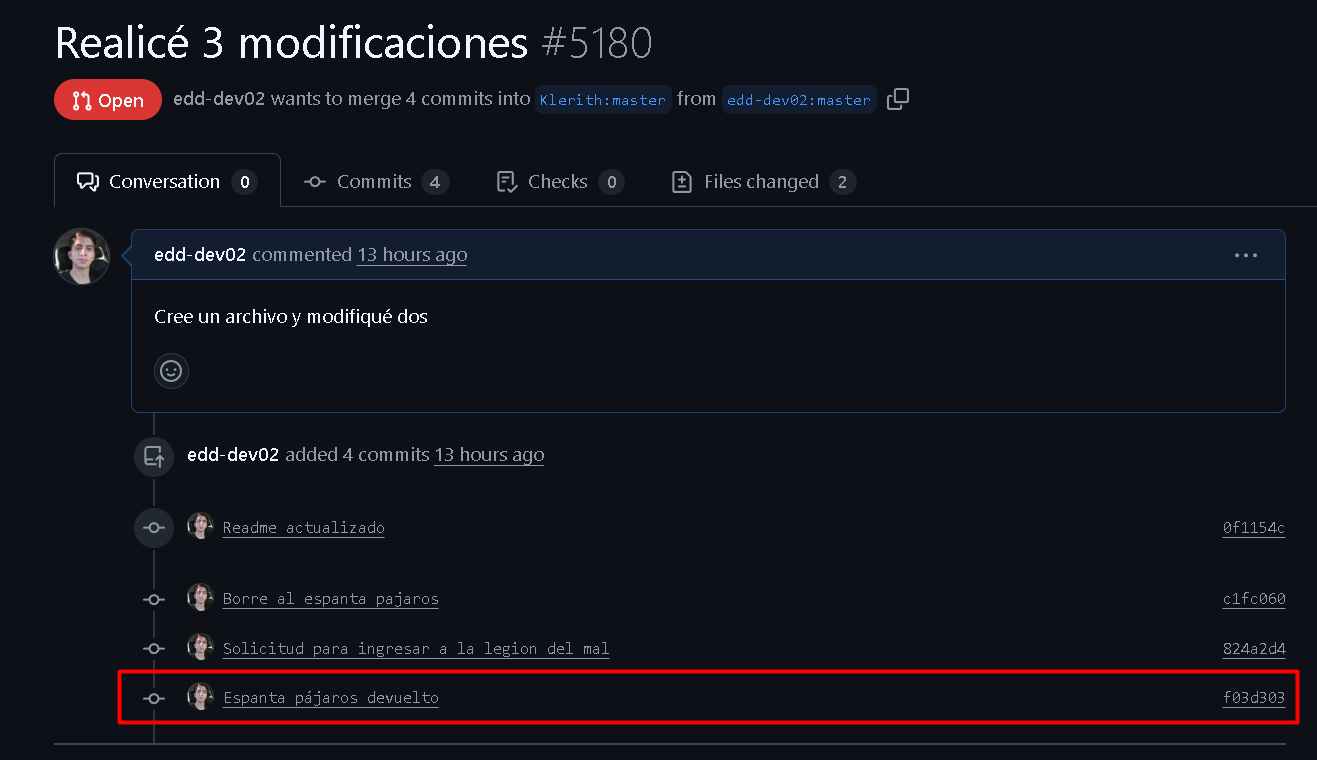 Realicé 3 modificaciones #5180
Open edd-dev02 wants to merge 4 commits into Klerith:master from edd-dev02:master
Conversation 0 Commits 4 Checks 0 Files changed 2
edd-dev02 commented 13 hours ago
Cree un archivo y modifiqué dos
edd-dev02 added 4 commits 13 hours ago
Readme actualizado 0f1154c
Borre al espanta pajaros c1fc060
Solicitud para ingresar a la legion del mal 824a2d4
Espanta pájaros devuelto f03d303